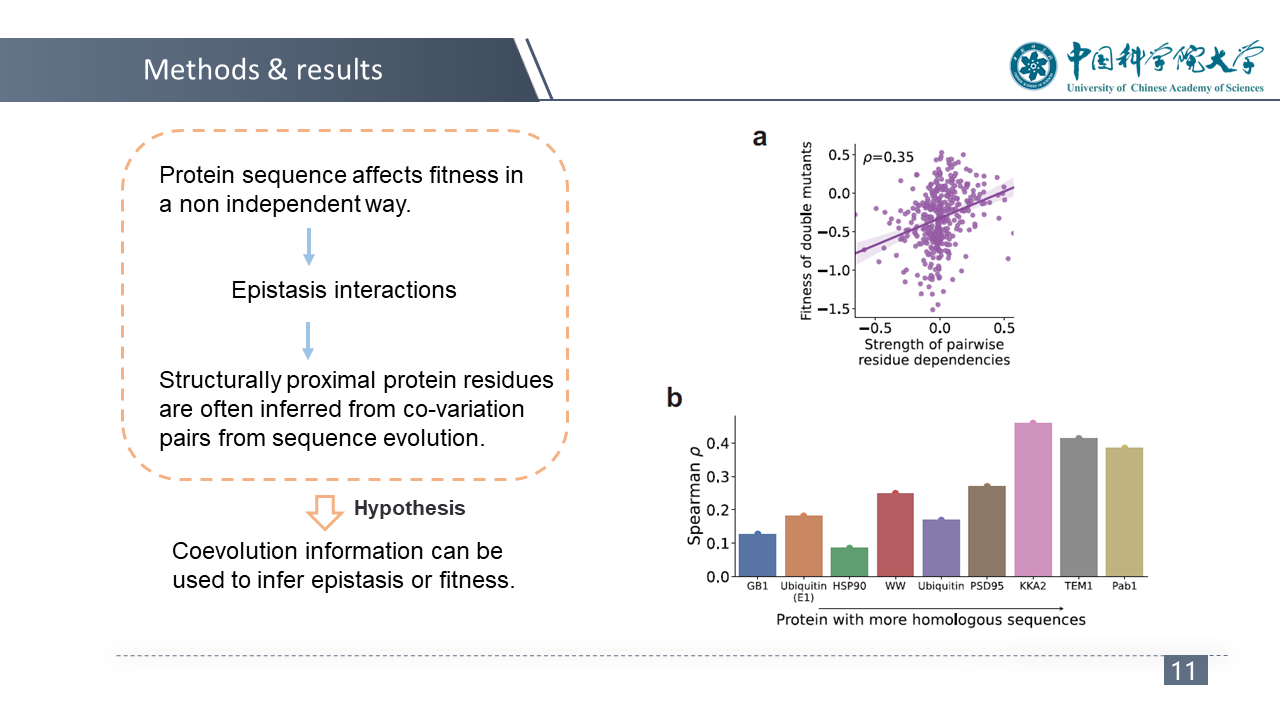 Methods & results
中国科学院大学
University of Chinese Academy of Sciences
Protein sequence affects fitness in
a non independent way.
Epistasis interactions
Structurally proximal protein residues
are often inferred from co-variation
pairs from sequence evolution.
Hypothesis
Coevolution information can be
used to infer epistasis or fitness.
a
Fitness of double mutants
ρ=0.35
0.5
0.0
−0.5
−1.0
−1.5
−0.5 0.0 0.5
Strength of pairwise
residue dependencies
b
Spearman ρ
0.4
0.3
0.2
0.1
0.0
GB1 Ubiquitin (E1) HSP90 WW Ubiquitin PSD95 KKA2 TEM1 Pab1
Protein with more homologous sequences
11